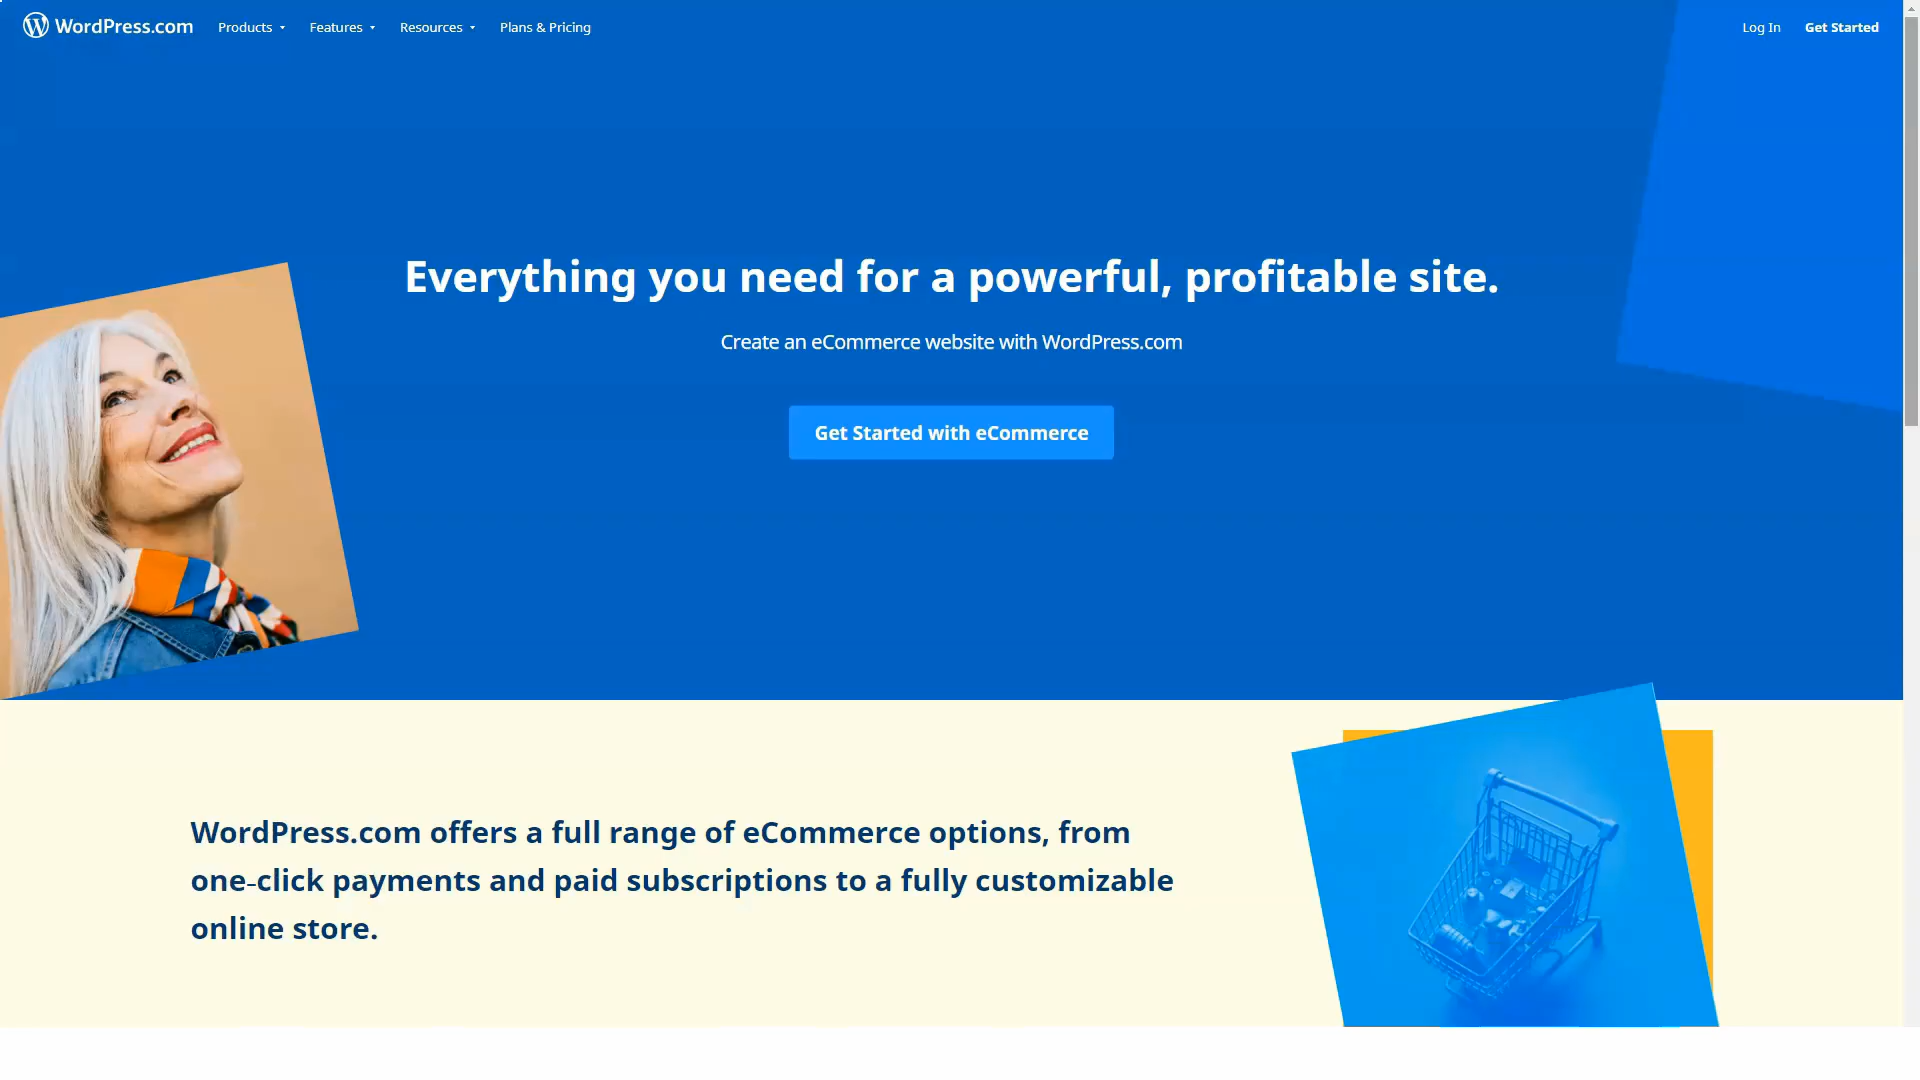 WordPress.com
Products
Features
Resources
Plans & Pricing
Log In
Get Started
Everything you need for a powerful, profitable site.
Create an eCommerce website with WordPress.com
Get Started with eCommerce
WordPress.com offers a full range of eCommerce options, from
one-click payments and paid subscriptions to a fully customizable
online store.